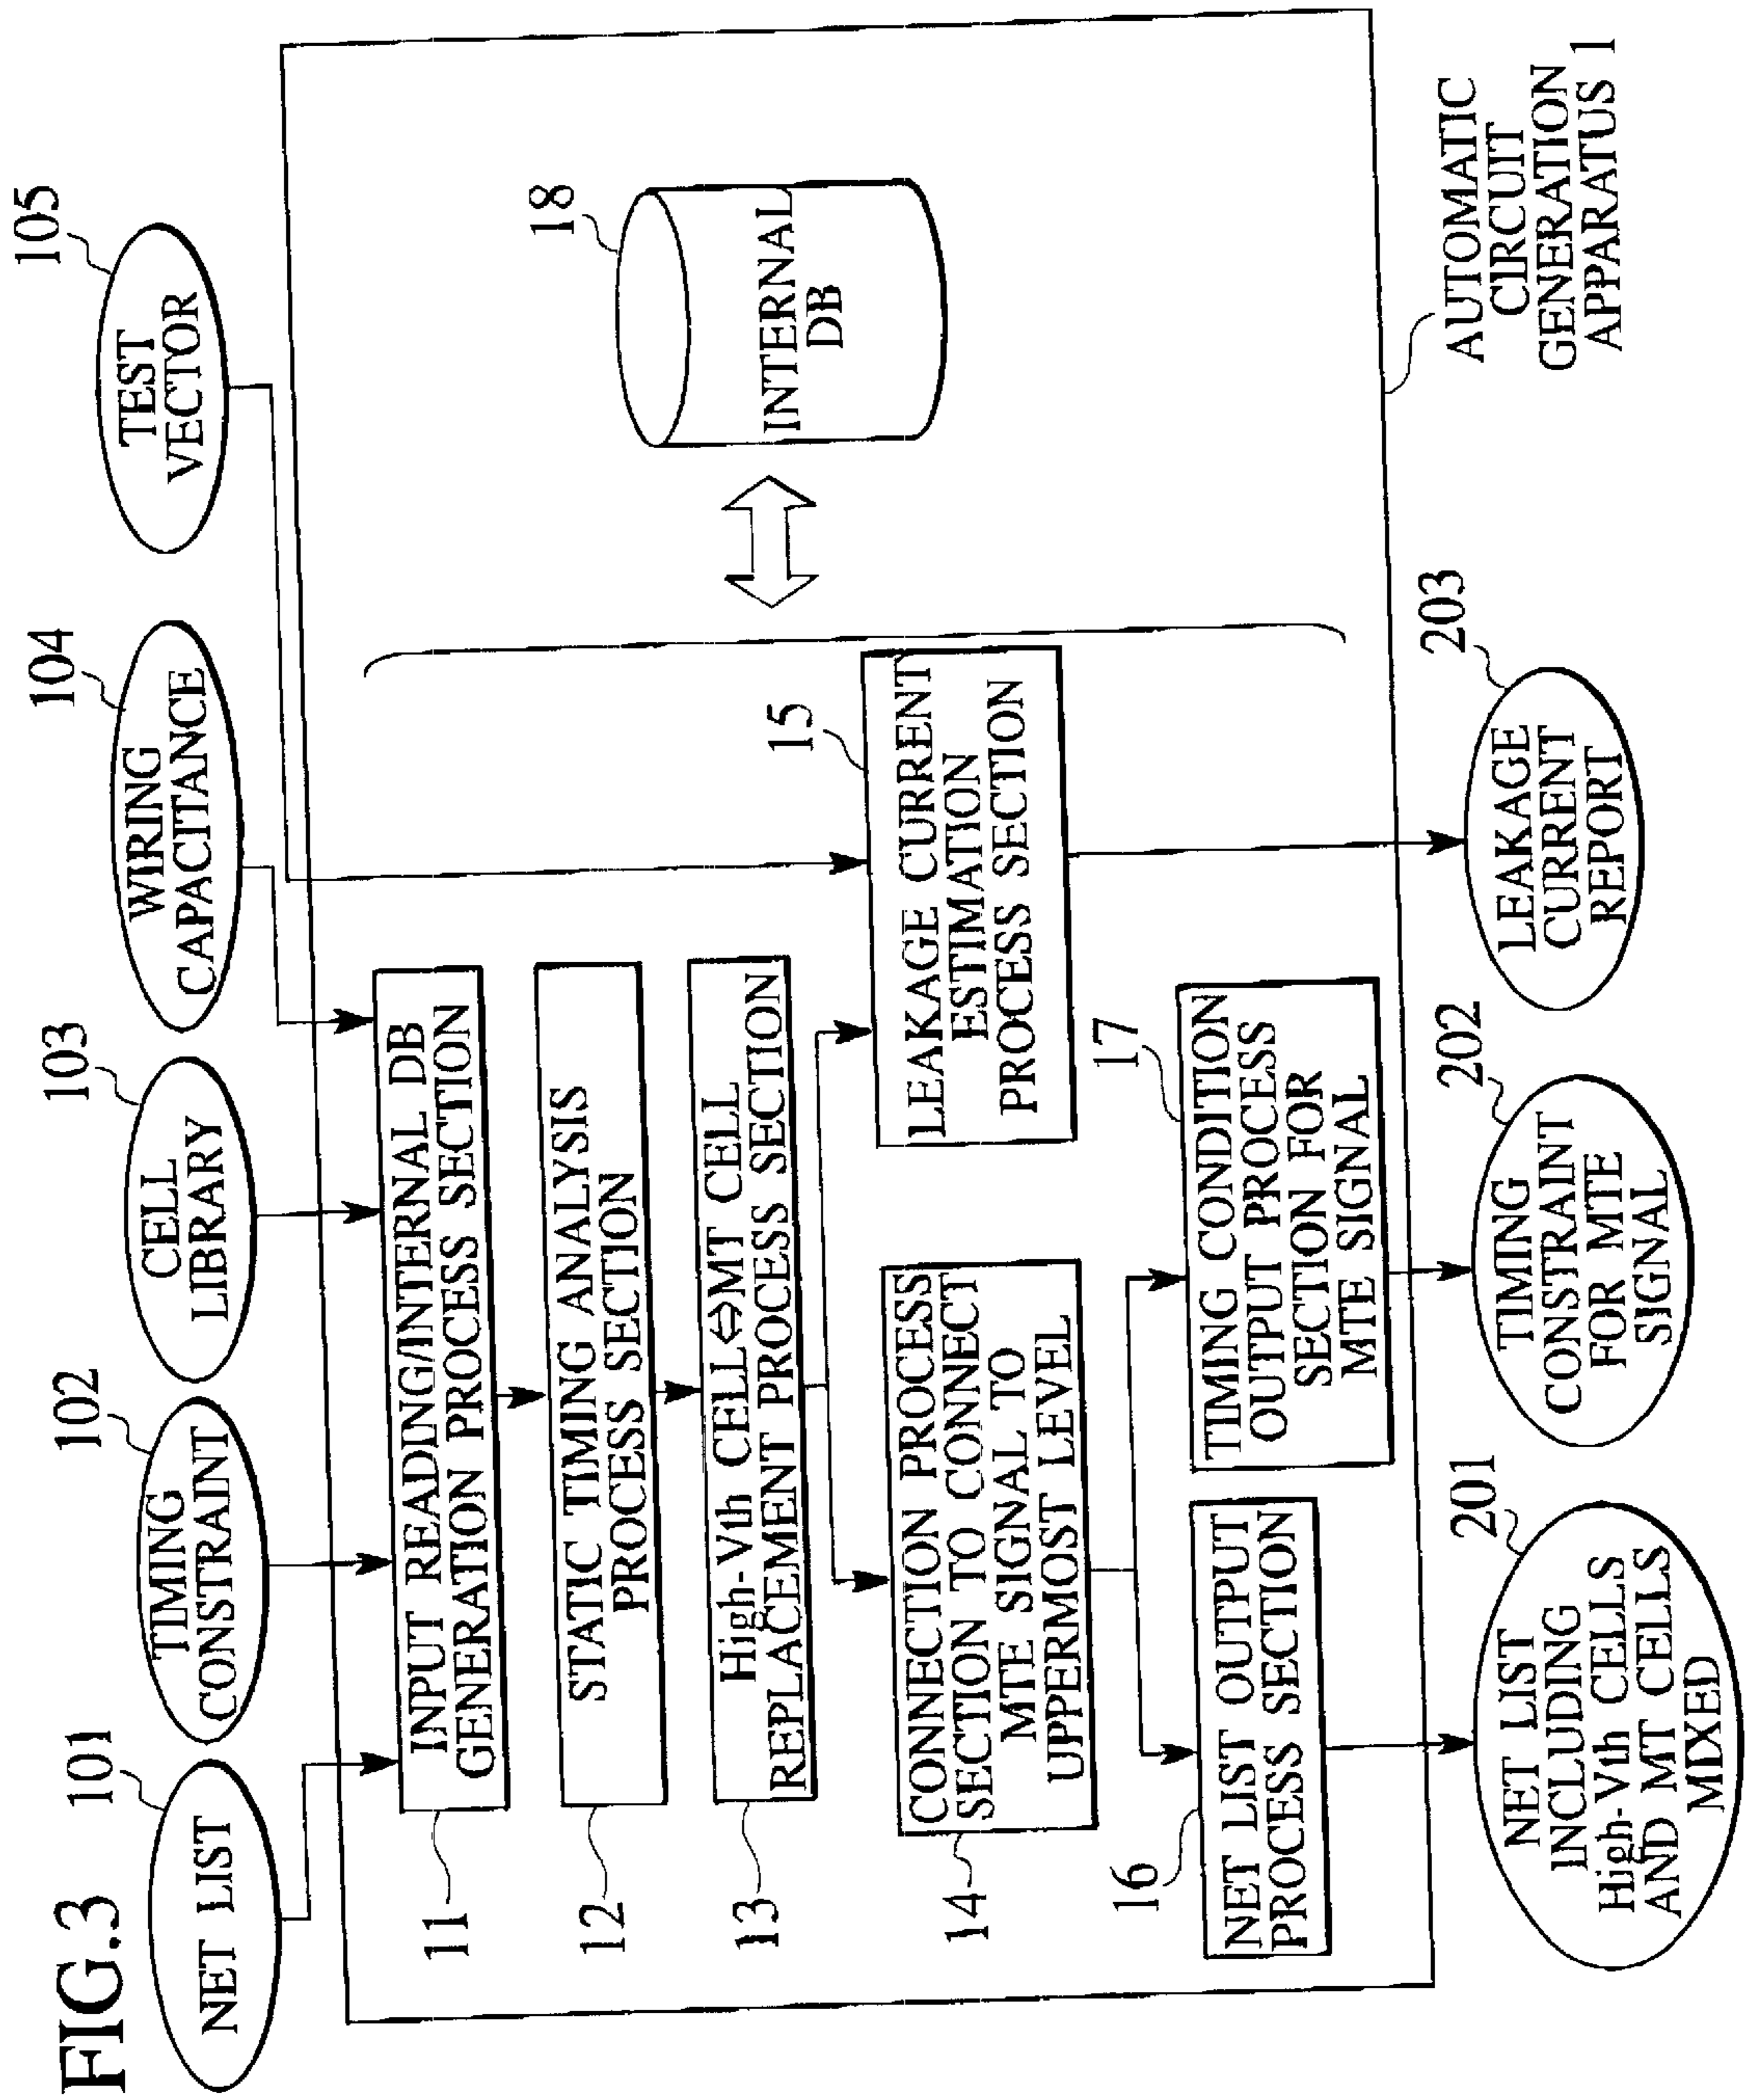 FIG.3
101
NET LIST
102
TIMING
CONSTRAINT
103
CELL
LIBRARY
104
WIRING
CAPACITANCE
105
TEST
VECTOR
11
INPUT READING/INTERNAL DB
GENERATION PROCESS SECTION
12
STATIC TIMING ANALYSIS
PROCESS SECTION
13
High-Vth CELL⇔MT CELL
REPLACEMENT PROCESS SECTION
14
CONNECTION PROCESS
SECTION TO CONNECT
MTE SIGNAL TO
UPPERMOST LEVEL
15
LEAKAGE CURRENT
ESTIMATION
PROCESS SECTION
18
INTERNAL
DB
16
NET LIST OUTPUT
PROCESS SECTION
17
TIMING CONDITION
OUTPUT PROCESS
SECTION FOR
MTE SIGNAL
201
NET LIST
INCLUDING
High-Vth CELLS
AND MT CELLS
MIXED
202
TIMING
CONSTRAINT
FOR MTE
SIGNAL
203
LEAKAGE
CURRENT
REPORT
AUTOMATIC
CIRCUIT
GENERATION
APPARATUS 1